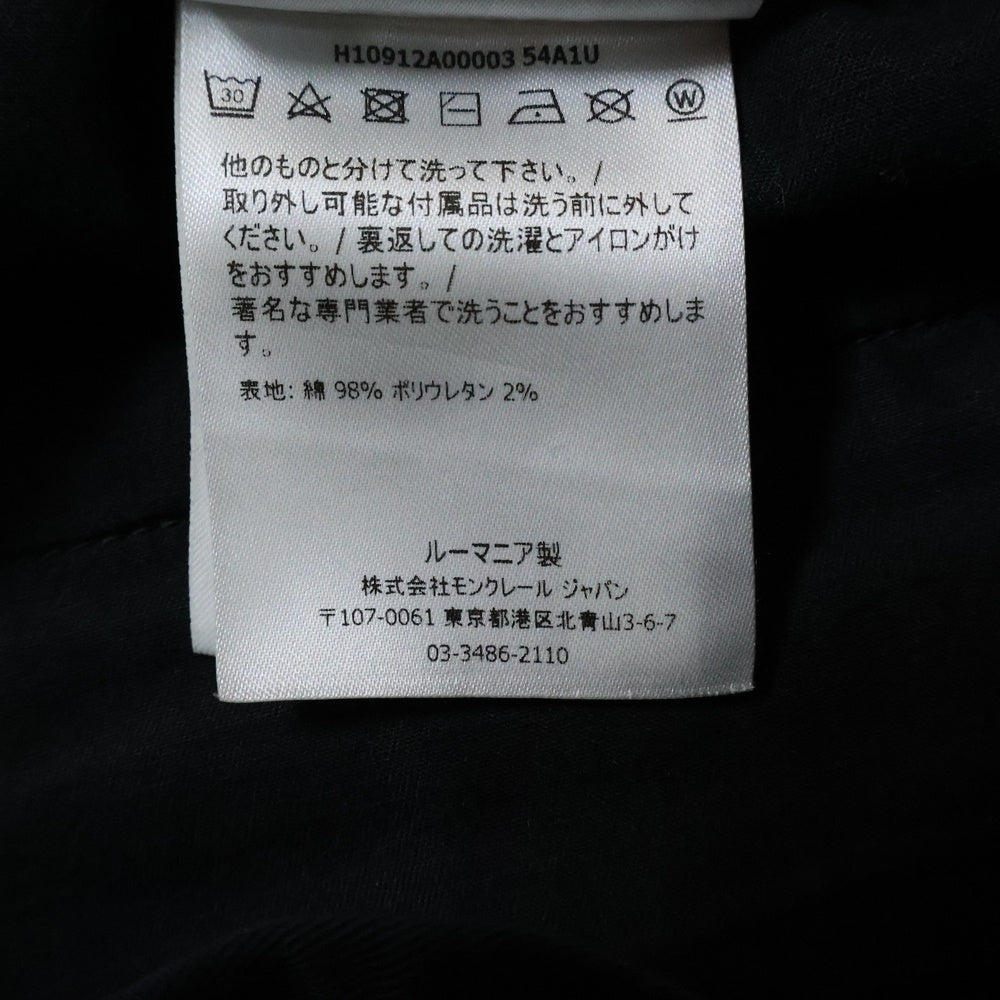 H10912A00003 54A1U
30
W
他のものと分けて洗って下さい。/
取り外し可能な付属品は洗う前に外して
ください。/ 裏返しての洗濯とアイロンがけ
をおすすめします。/
著名な専門業者で洗うことをおすすめしま
す。
表地: 綿 98% ポリウレタン 2%
ルーマニア製
株式会社モンクレール ジャパン
〒107-0061 東京都港区北青山3-6-7
03-3486-2110